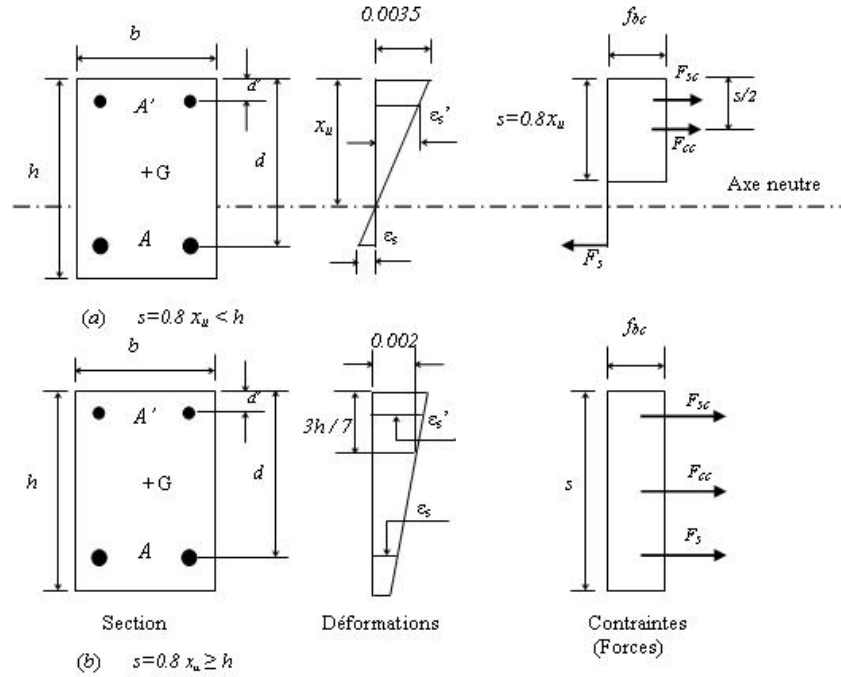 0.0035
f_bc
b
d'
A'
x_u
ε_s'
s=0.8x_u
F_sc
s/2
F_cc
h
+G
d
Axe neutre
A
ε_s
F_s
(a) s=0.8 x_u < h
b
0.002
f_bc
d'
A'
3h/7
ε_s'
F_sc
h
+G
d
s
F_cc
ε_s
A
F_s
Section
Déformations
Contraintes
(Forces)
(b) s=0.8 x_u ≥ h